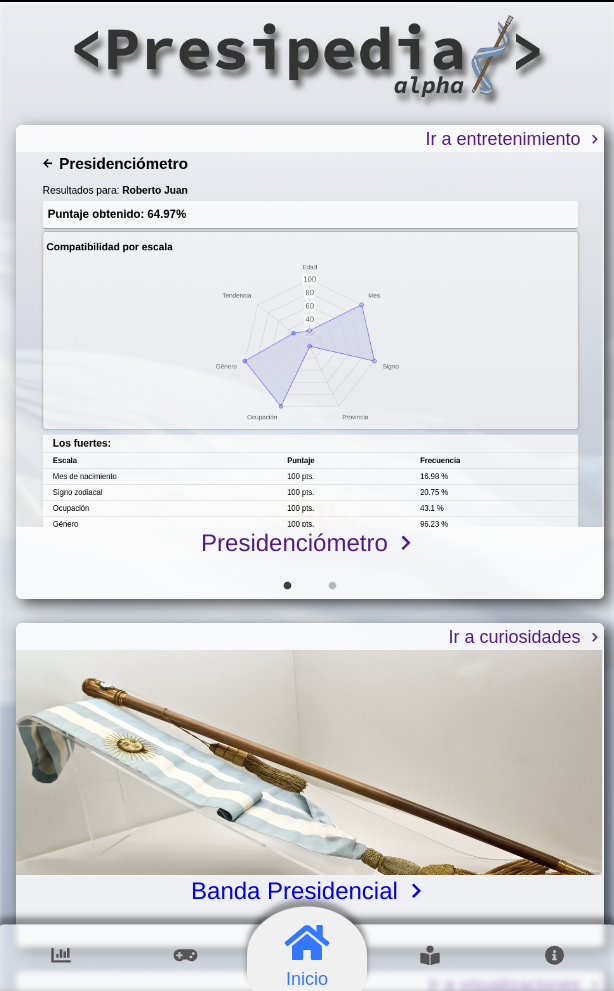 <Presipedia>
alpha
Ir a entretenimiento
Presidenciómetro
Resultados para: Roberto Juan
Puntaje obtenido: 64.97%
Compatibilidad por escala
Edad
100
Tendencia
Mes
80
60
40
Género
Signo
Ocupación
Provincia
Los fuertes:
Escala Puntaje Frecuencia
Mes de nacimiento 100 pts. 16.98 %
Signo zodiacal 100 pts. 20.75 %
Ocupación 100 pts. 43.1 %
Género 100 pts. 96.23 %
Presidenciómetro
Ir a curiosidades
Banda Presidencial
Inicio